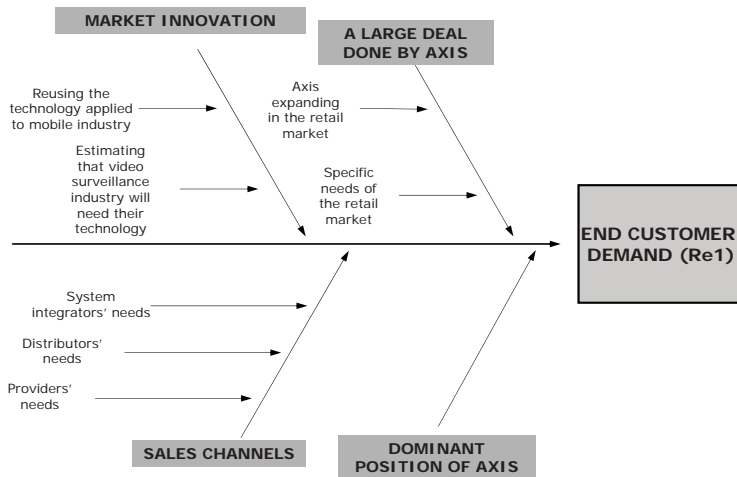 MARKET INNOVATION
A LARGE DEAL
DONE BY AXIS
Reusing the
technology applied
to mobile industry
Axis
expanding
in the retail
market
Estimating
that video
surveillance
industry will
need their
technology
Specific
needs of
the retail
market
END CUSTOMER
DEMAND (Re1)
System
integrators' needs
Distributors'
needs
Providers'
needs
SALES CHANNELS
DOMINANT
POSITION OF AXIS